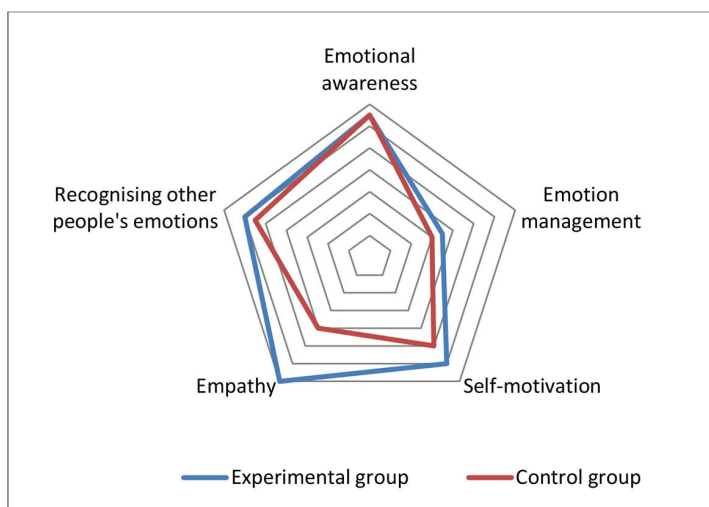 Emotional
awareness
Recognising other
people's emotions
Emotion
management
Empathy
Self-motivation
Experimental group
Control group